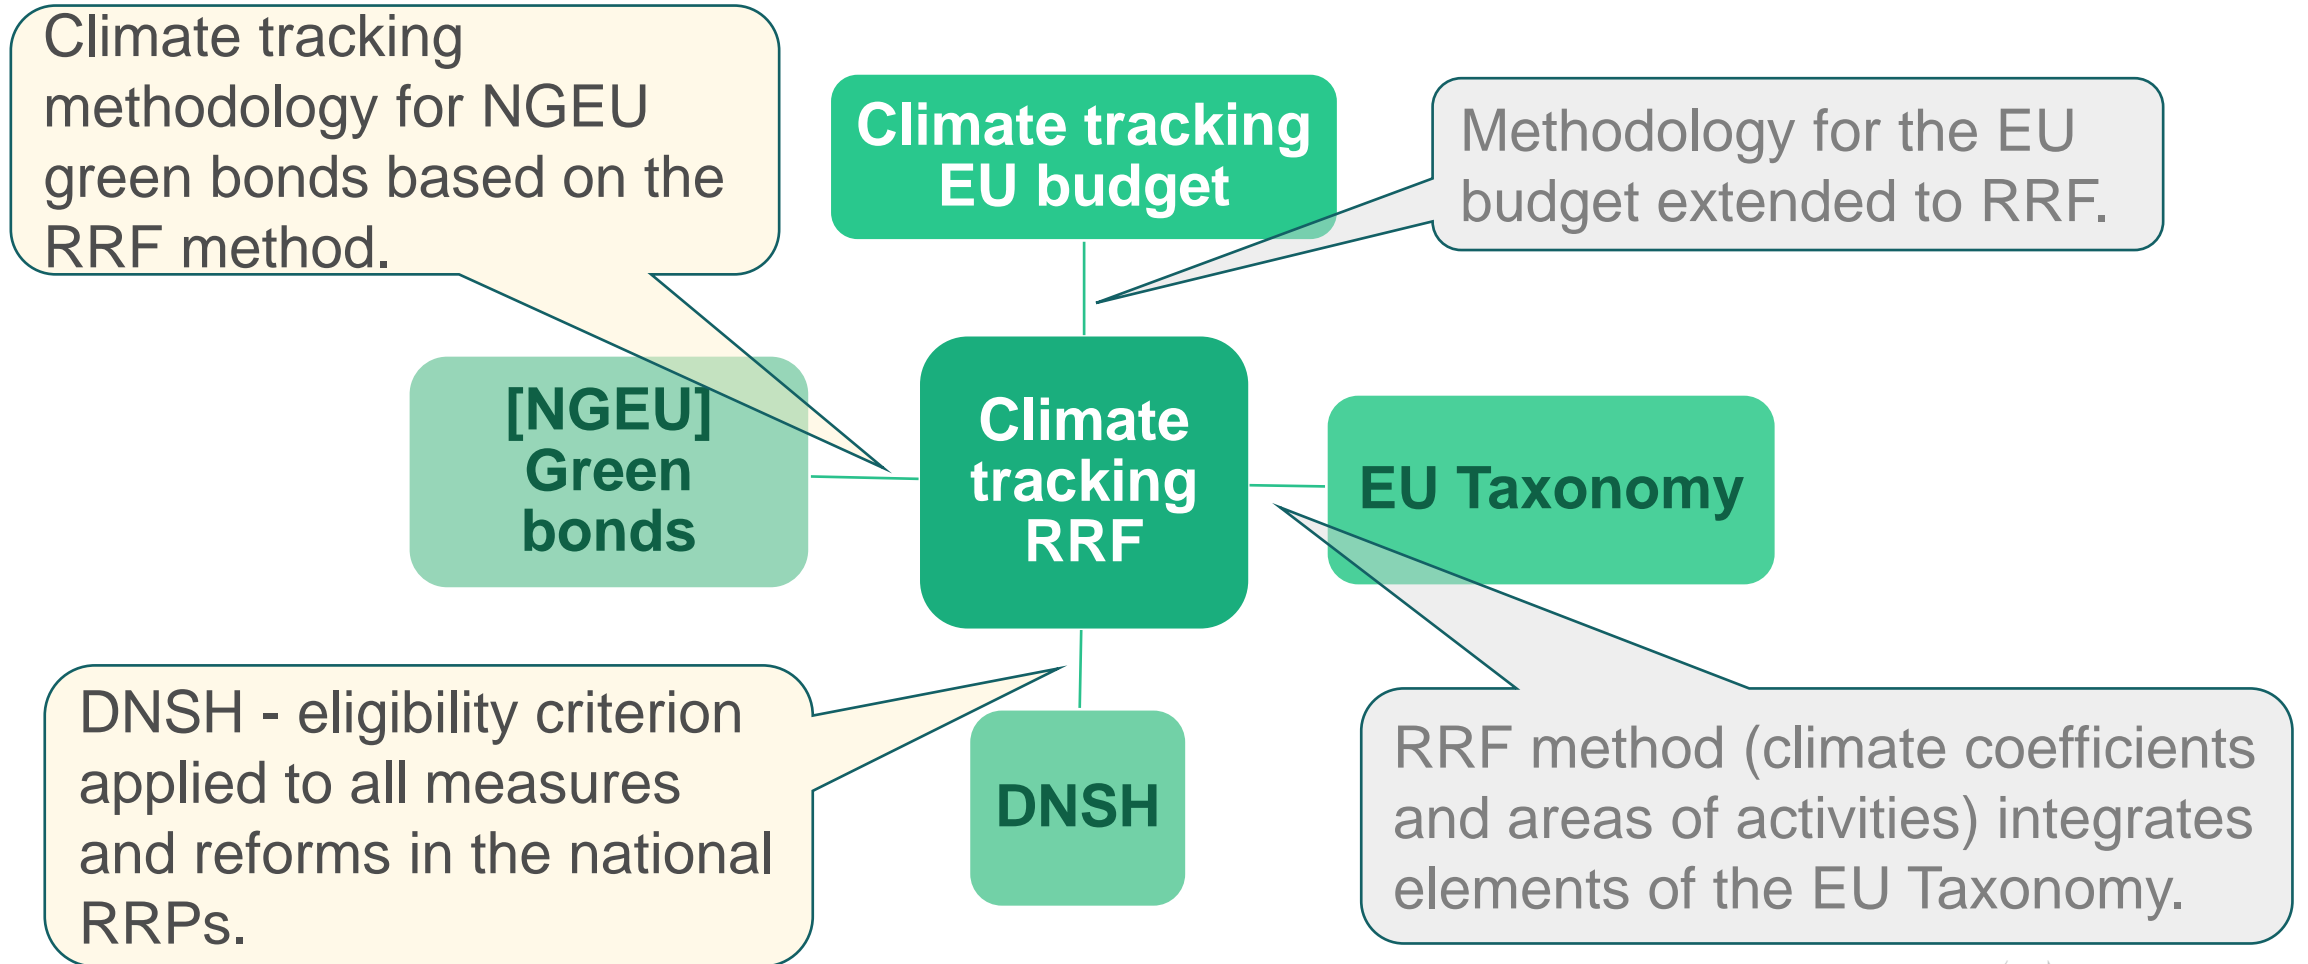 Climate tracking
methodology for NGEU
green bonds based on the
RRF method.
Climate tracking
EU budget
Methodology for the EU
budget extended to RRF.
[NGEU]
Green
bonds
Climate
tracking
RRF
EU Taxonomy
DNSH - eligibility criterion
applied to all measures
and reforms in the national
RRPs.
DNSH
RRF method (climate coefficients
and areas of activities) integrates
elements of the EU Taxonomy.